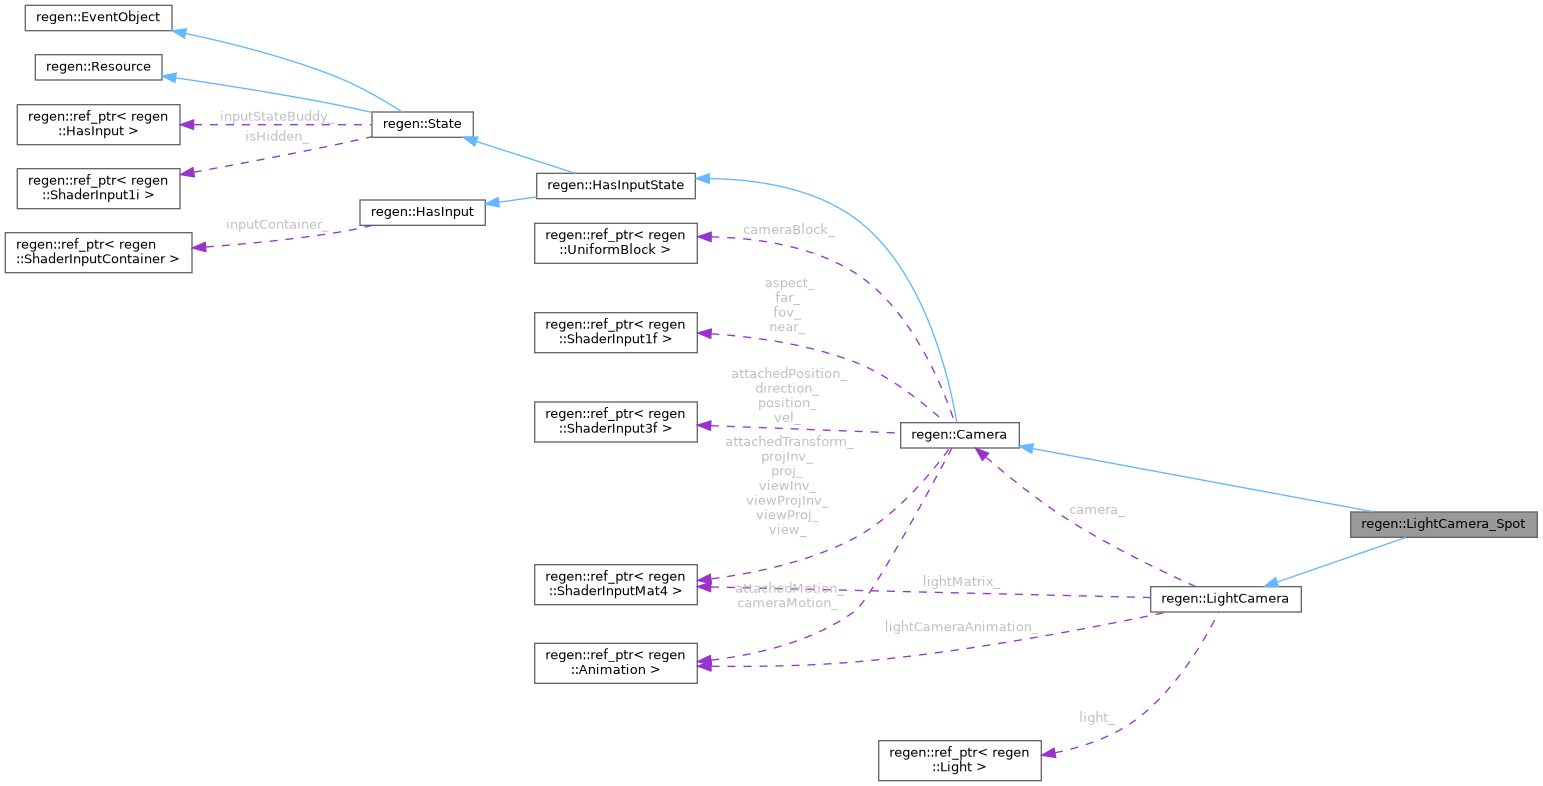 regen::EventObject
regen::Resource
regen::ref_ptr< regen
::HasInput >
regen::ref_ptr< regen
::ShaderInput1i >
regen::ref_ptr< regen
::ShaderInputContainer >
inputStateBuddy_
isHidden_
regen::State
inputContainer_
regen::HasInput
regen::HasInputState
regen::ref_ptr< regen
::UniformBlock >
regen::ref_ptr< regen
::ShaderInput1f >
regen::ref_ptr< regen
::ShaderInput3f >
regen::ref_ptr< regen
::ShaderInputMat4 >
regen::ref_ptr< regen
::Animation >
cameraBlock_
aspect_
far_
fov_
near_
attachedPosition_
direction_
position_
vel_
attachedTransform_
projInv_
proj_
viewInv_
viewProjInv_
viewProj_
view_
attachedMotion_
cameraMotion_
regen::Camera
lightMatrix_
lightCameraAnimation_
camera_
light_
regen::ref_ptr< regen
::Light >
regen::LightCamera_Spot
regen::LightCamera